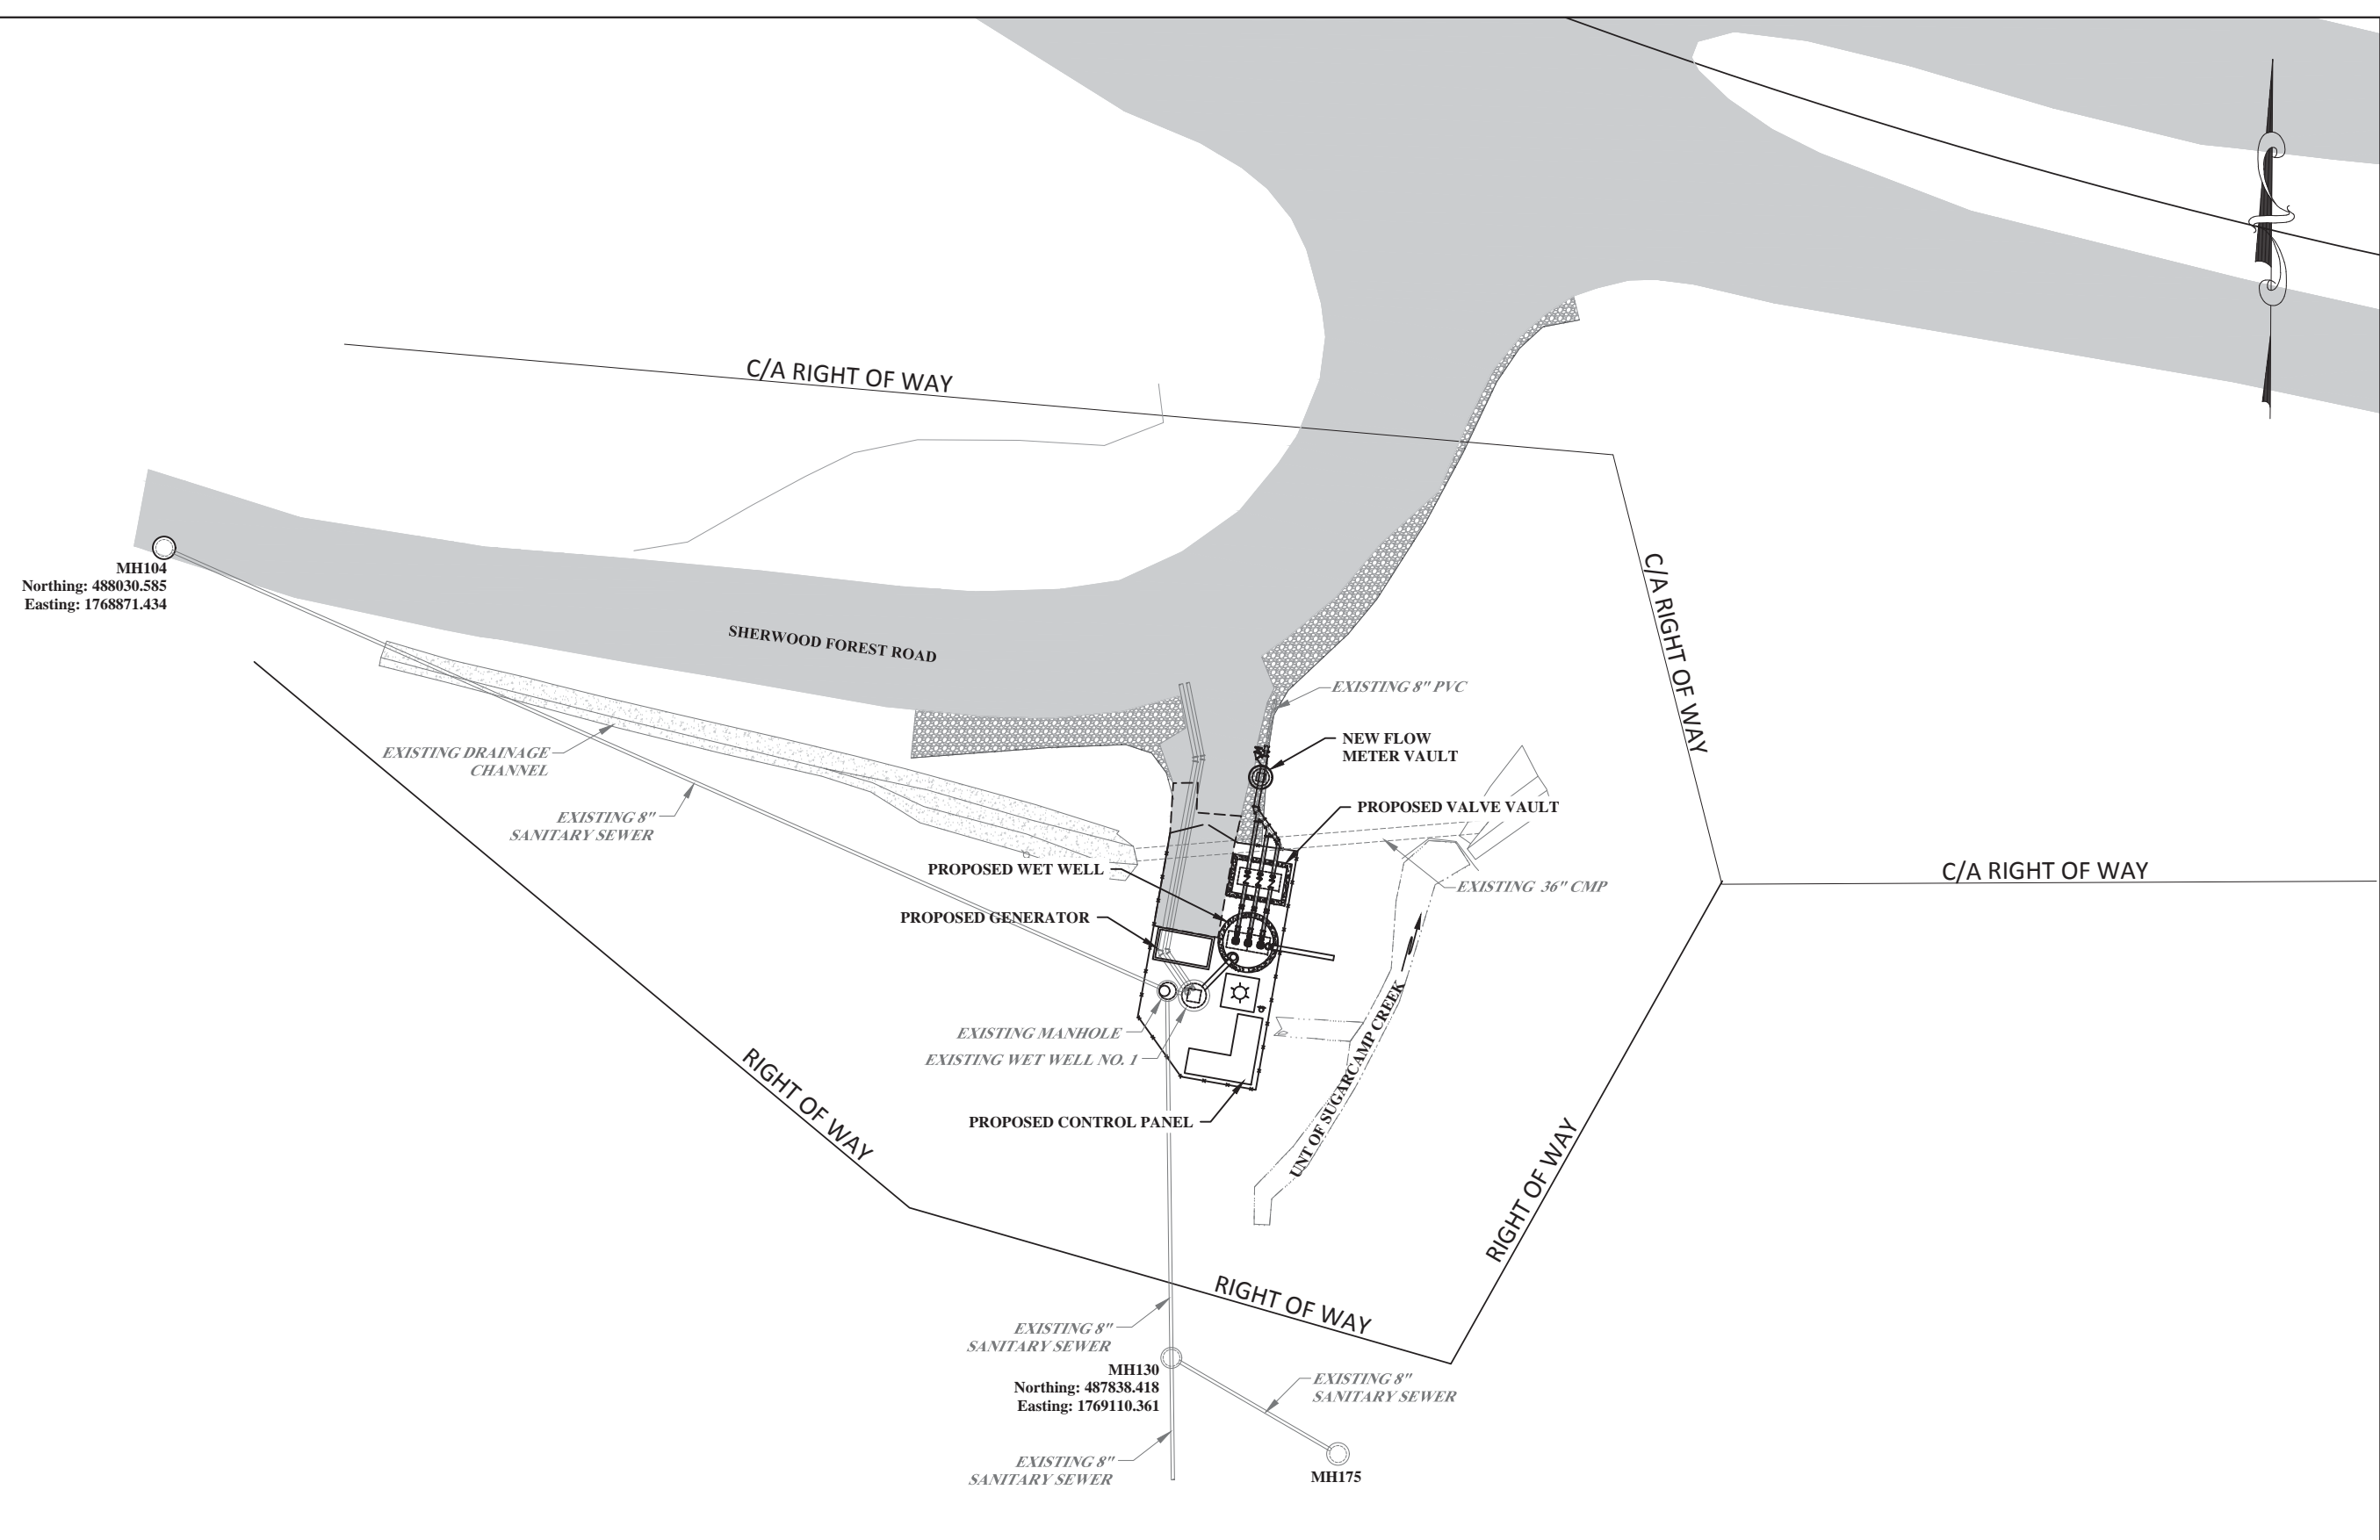 C/A RIGHT OF WAY
MH104
Northing: 488030.585
Easting: 1768871.434
C/A RIGHT OF WAY
SHERWOOD FOREST ROAD
EXISTING 8" PVC
NEW FLOW
METER VAULT
EXISTING DRAINAGE
CHANNEL
PROPOSED VALVE VAULT
EXISTING 8"
SANITARY SEWER
PROPOSED WET WELL
C/A RIGHT OF WAY
EXISTING 36" CMP
PROPOSED GENERATOR
EXISTING MANHOLE
EXISTING WET WELL NO. 1
UNT OF SUGARCAMP CREEK
RIGHT OF WAY
PROPOSED CONTROL PANEL
RIGHT OF WAY
RIGHT OF WAY
EXISTING 8"
SANITARY SEWER
MH130
Northing: 487838.418
Easting: 1769110.361
EXISTING 8"
SANITARY SEWER
EXISTING 8"
SANITARY SEWER
MH175